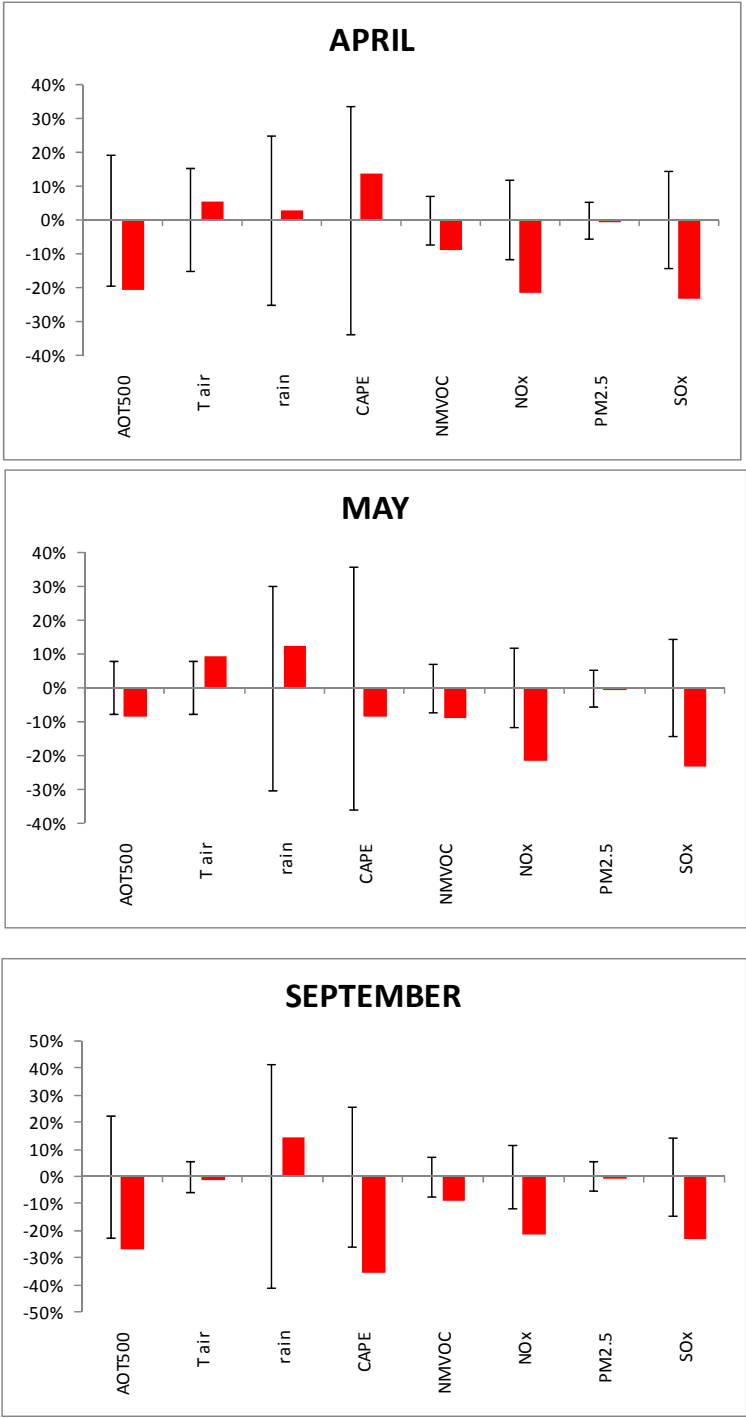 APRIL
40%
30%
20%
10%
0%
-10%
-20%
-30%
-40%
AOT500
T air
rain
CAPE
NMVOC
NOx
PM2.5
SOx
MAY
40%
30%
20%
10%
0%
-10%
-20%
-30%
-40%
AOT500
T air
rain
CAPE
NMVOC
NOx
PM2.5
SOx
SEPTEMBER
50%
40%
30%
20%
10%
0%
-10%
-20%
-30%
-40%
-50%
AOT500
T air
rain
CAPE
NMVOC
NOx
PM2.5
SOx